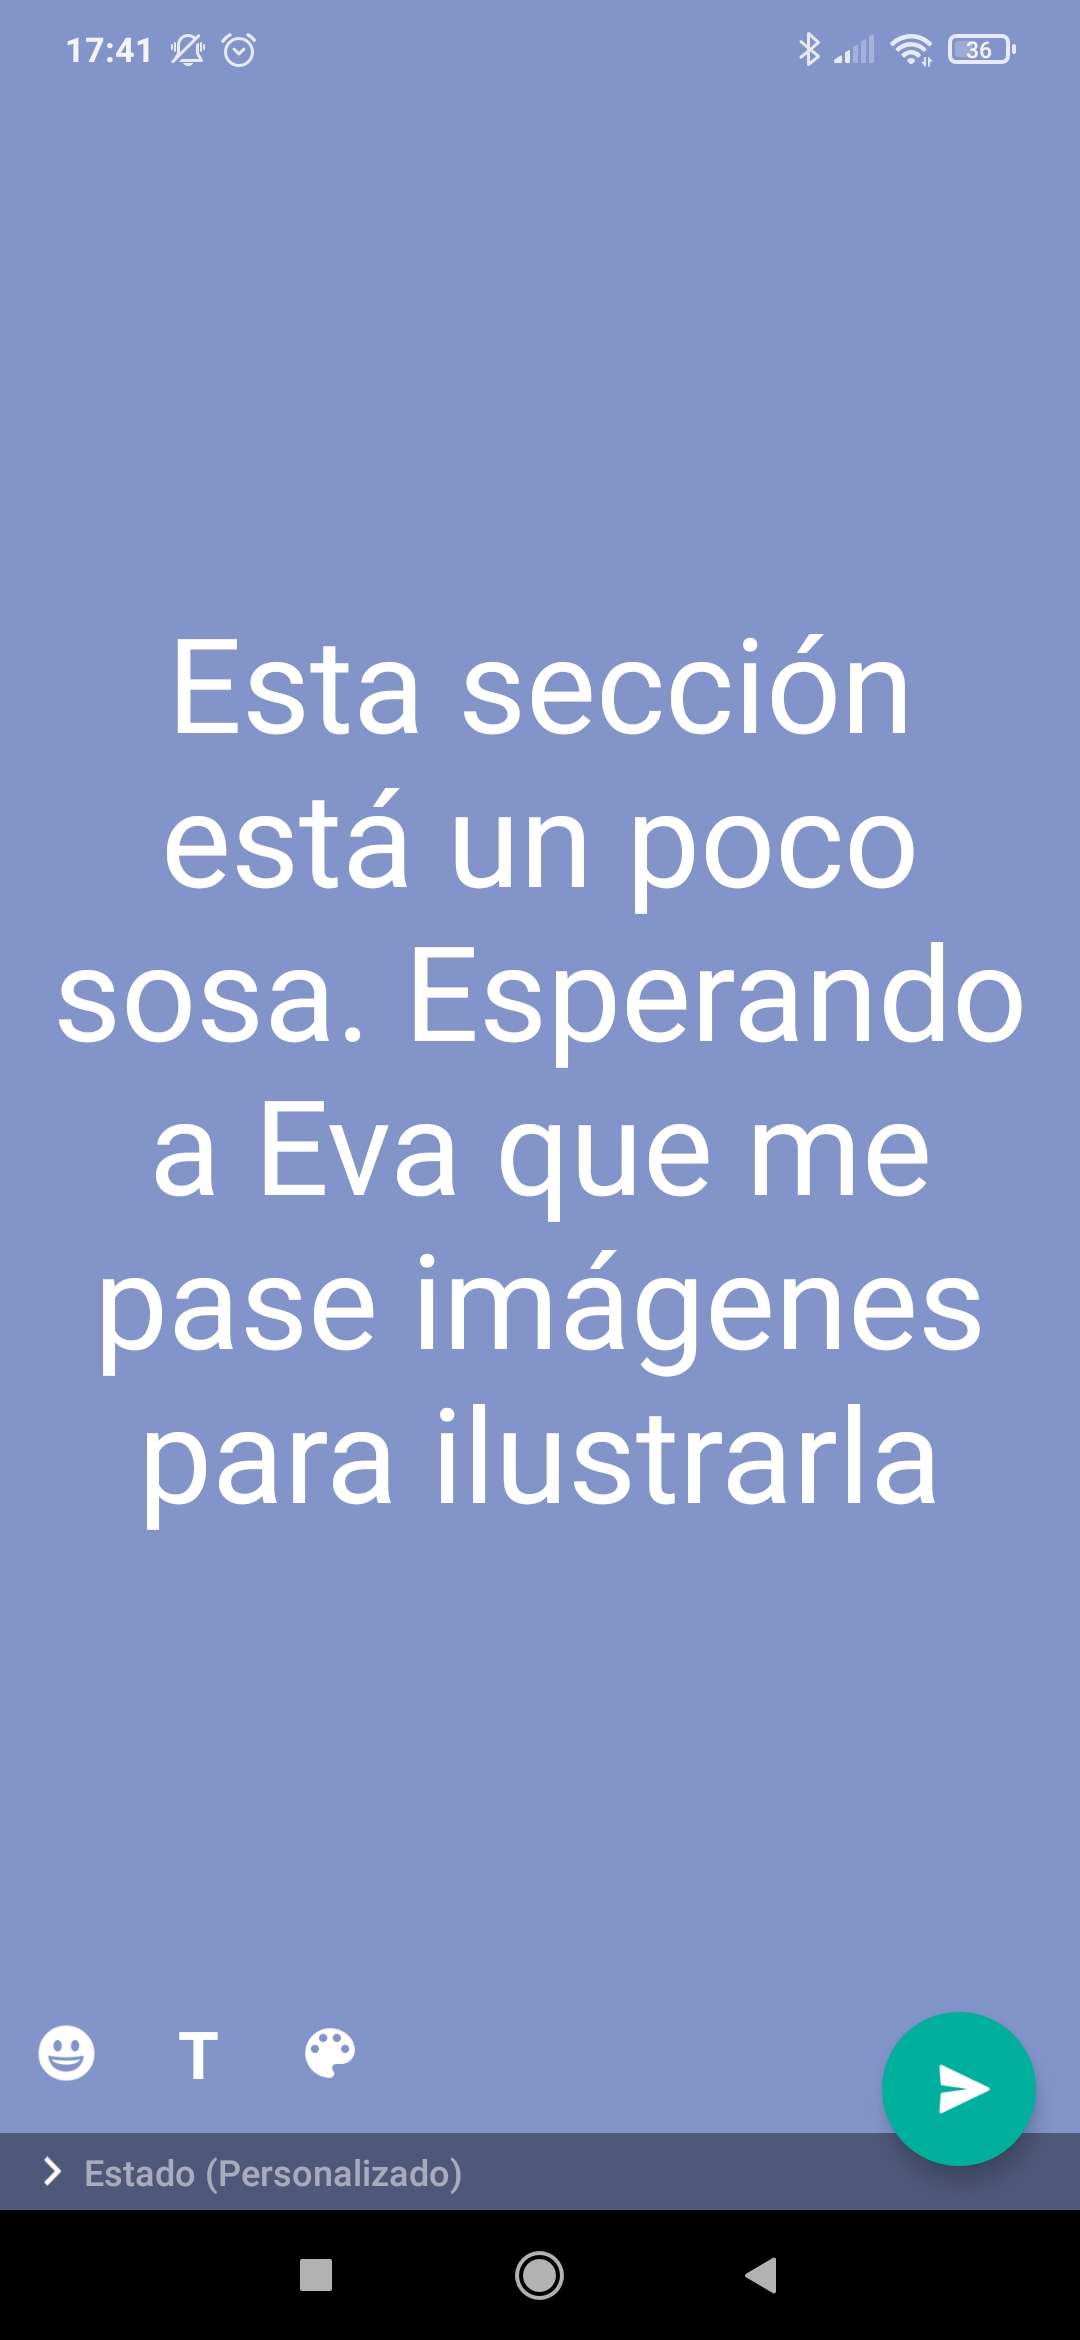 17:41
36
Esta sección
está un poco
sosa. Esperando
a Eva que me
pase imágenes
para ilustrarla
T
Estado (Personalizado)